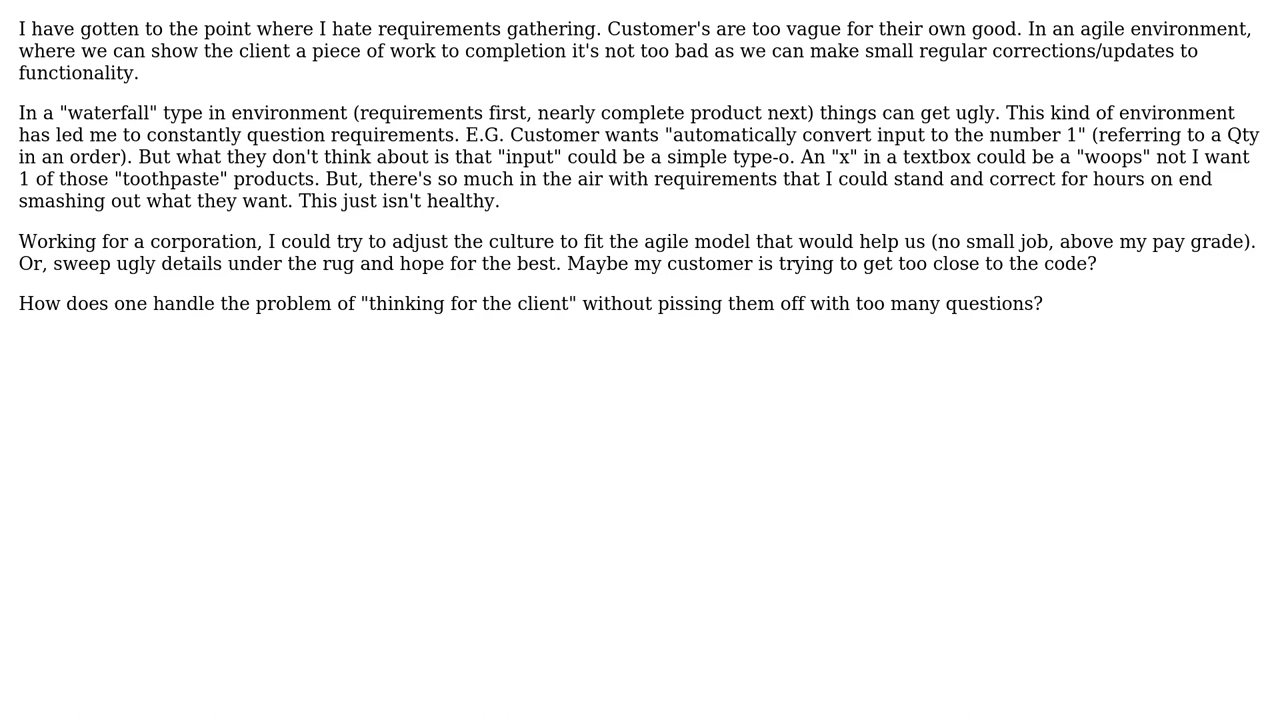 I have gotten to the point where I hate requirements gathering. Customer's are too vague for their own good. In an agile environment,
where we can show the client a piece of work to completion it's not too bad as we can make small regular corrections/updates to
functionality.
In a "waterfall" type in environment (requirements first, nearly complete product next) things can get ugly. This kind of environment
has led me to constantly question requirements. E.G. Customer wants "automatically convert input to the number 1" (referring to a Qty
in an order). But what they don't think about is that "input" could be a simple type-o. An "x" in a textbox could be a "woops" not I want
1 of those "toothpaste" products. But, there's so much in the air with requirements that I could stand and correct for hours on end
smashing out what they want. This just isn't healthy.
Working for a corporation, I could try to adjust the culture to fit the agile model that would help us (no small job, above my pay grade).
Or, sweep ugly details under the rug and hope for the best. Maybe my customer is trying to get too close to the code?
How does one handle the problem of "thinking for the client" without pissing them off with too many questions?